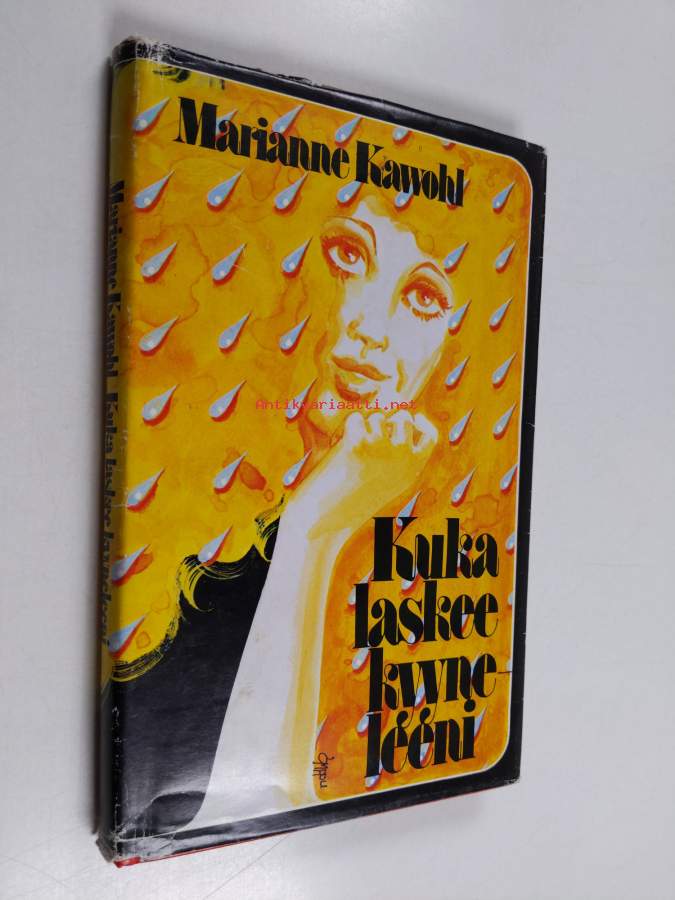 Marianne Kawohl
Kuka
laskee
kyyne-
leeni
Marianne Kawohl Kuka laskee kyyneleeni
Antikvariaatti.net